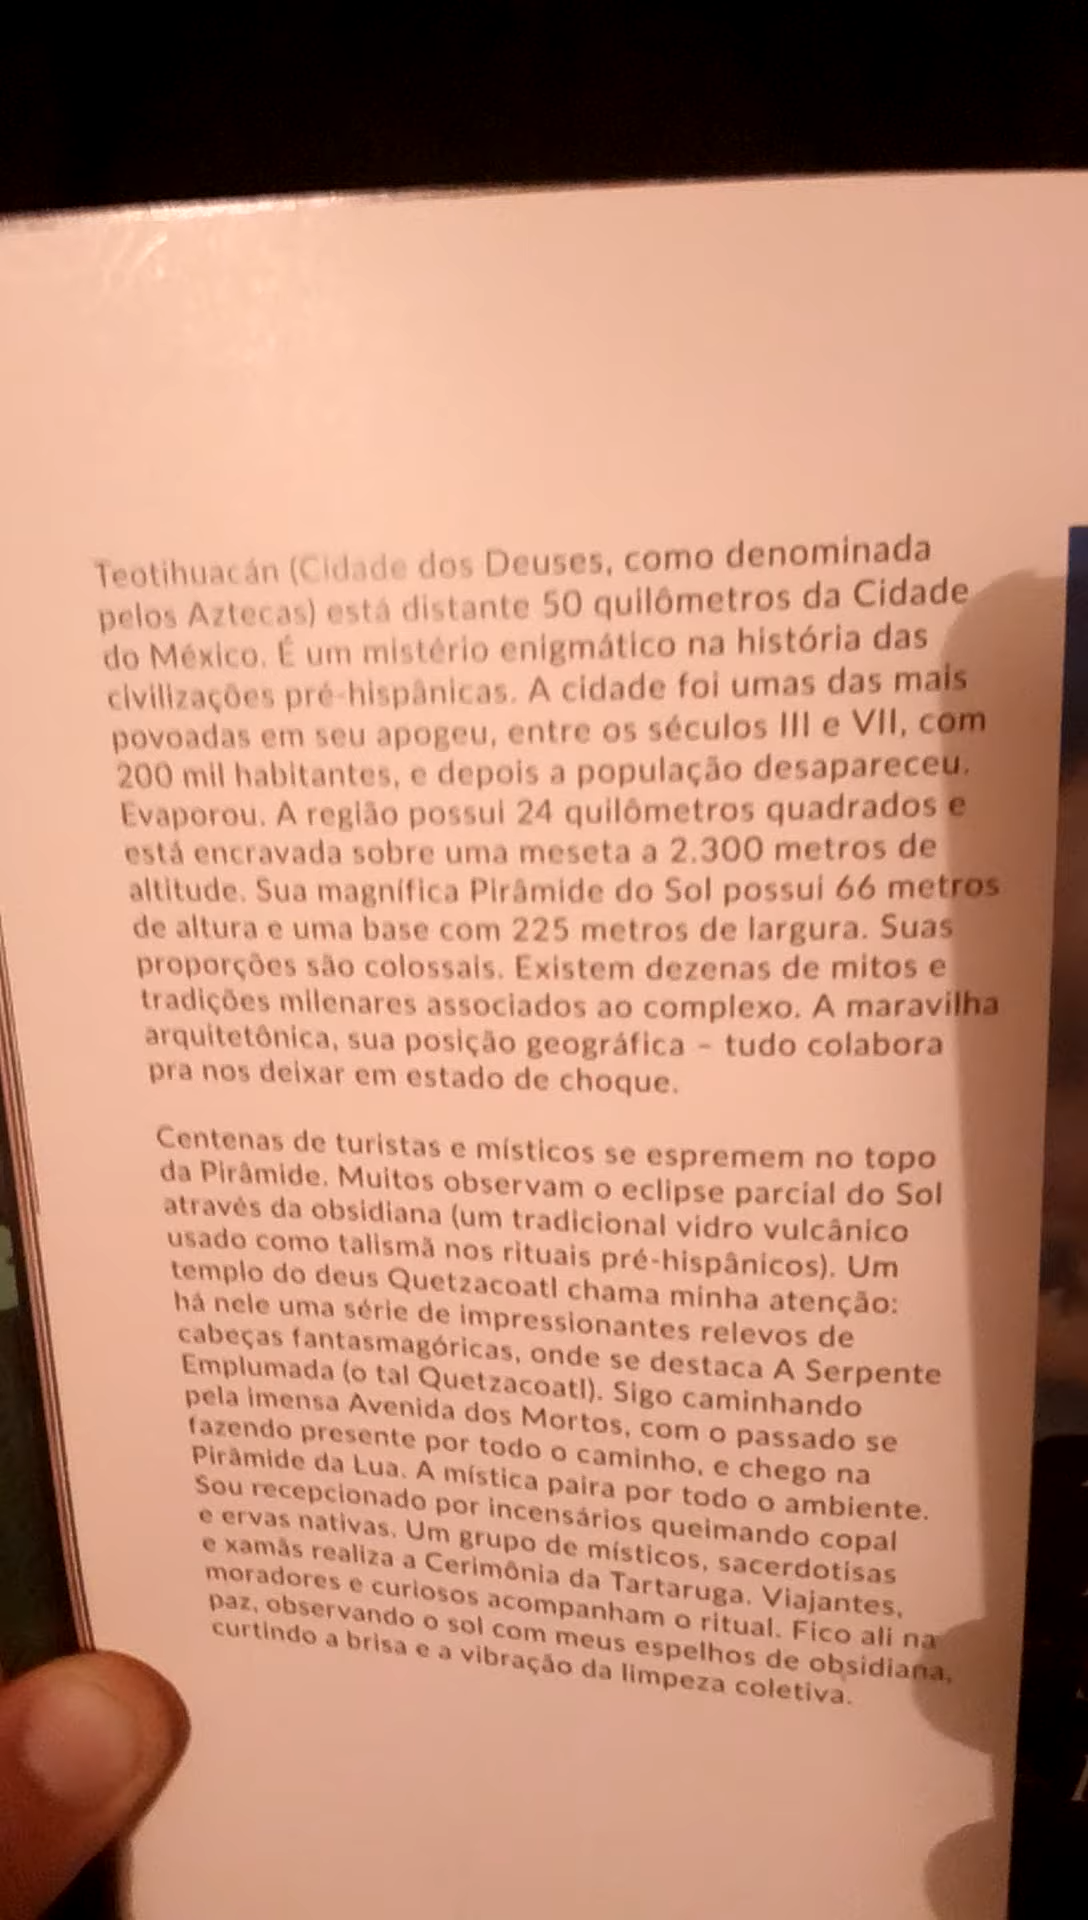 Teotihuacán (Cidade dos Deuses, como denominada
pelos Aztecas) está distante 50 quilômetros da Cidade
do México. É um mistério enigmático na história das
civilizações pré-hispânicas. A cidade foi umas das mais
povoadas em seu apogeu, entre os séculos III e VII, com
200 mil habitantes, e depois a população desapareceu.
Evaporou. A região possui 24 quilômetros quadrados e
está encravada sobre uma meseta a 2.300 metros de
altitude. Sua magnífica Pirâmide do Sol possui 66 metros
de altura e uma base com 225 metros de largura. Suas
proporções são colossais. Existem dezenas de mitos e
tradições milenares associados ao complexo. A maravilha
arquitetônica, sua posição geográfica – tudo colabora
pra nos deixar em estado de choque.
Centenas de turistas e místicos se espremem no topo
da Pirâmide. Muitos observam o eclipse parcial do Sol
através da obsidiana (um tradicional vidro vulcânico
usado como talismã nos rituais pré-hispânicos). Um
templo do deus Quetzacoatl chama minha atenção:
há nele uma série de impressionantes relevos de
cabeças fantasmagóricas, onde se destaca A Serpente
Emplumada (o tal Quetzacoatl). Sigo caminhando
pela imensa Avenida dos Mortos, com o passado se
fazendo presente por todo o caminho, e chego na
Pirâmide da Lua. A mística paira por todo o ambiente.
Sou recepcionado por incensários queimando copal
e ervas nativas. Um grupo de místicos, sacerdotisas
e xamãs realiza a Cerimônia da Tartaruga. Viajantes,
moradores e curiosos acompanham o ritual. Fico ali na
paz, observando o sol com meus espelhos de obsidiana,
curtindo a brisa e a vibração da limpeza coletiva.